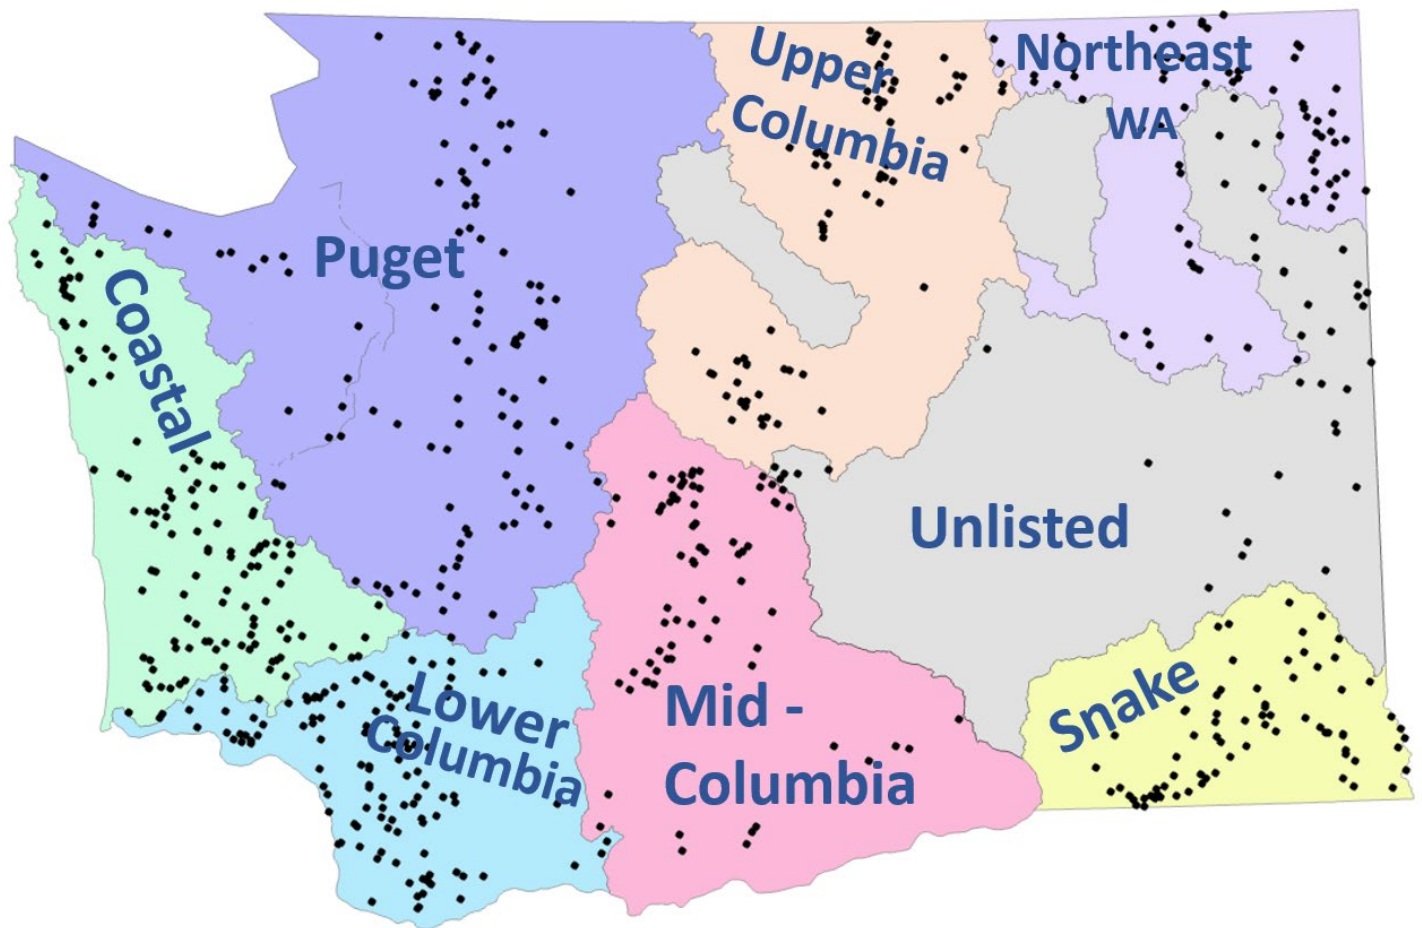 Upper
Columbia
Northeast
WA
Puget
Coastal
Unlisted
Lower
Columbia
Mid -
Columbia
Snake